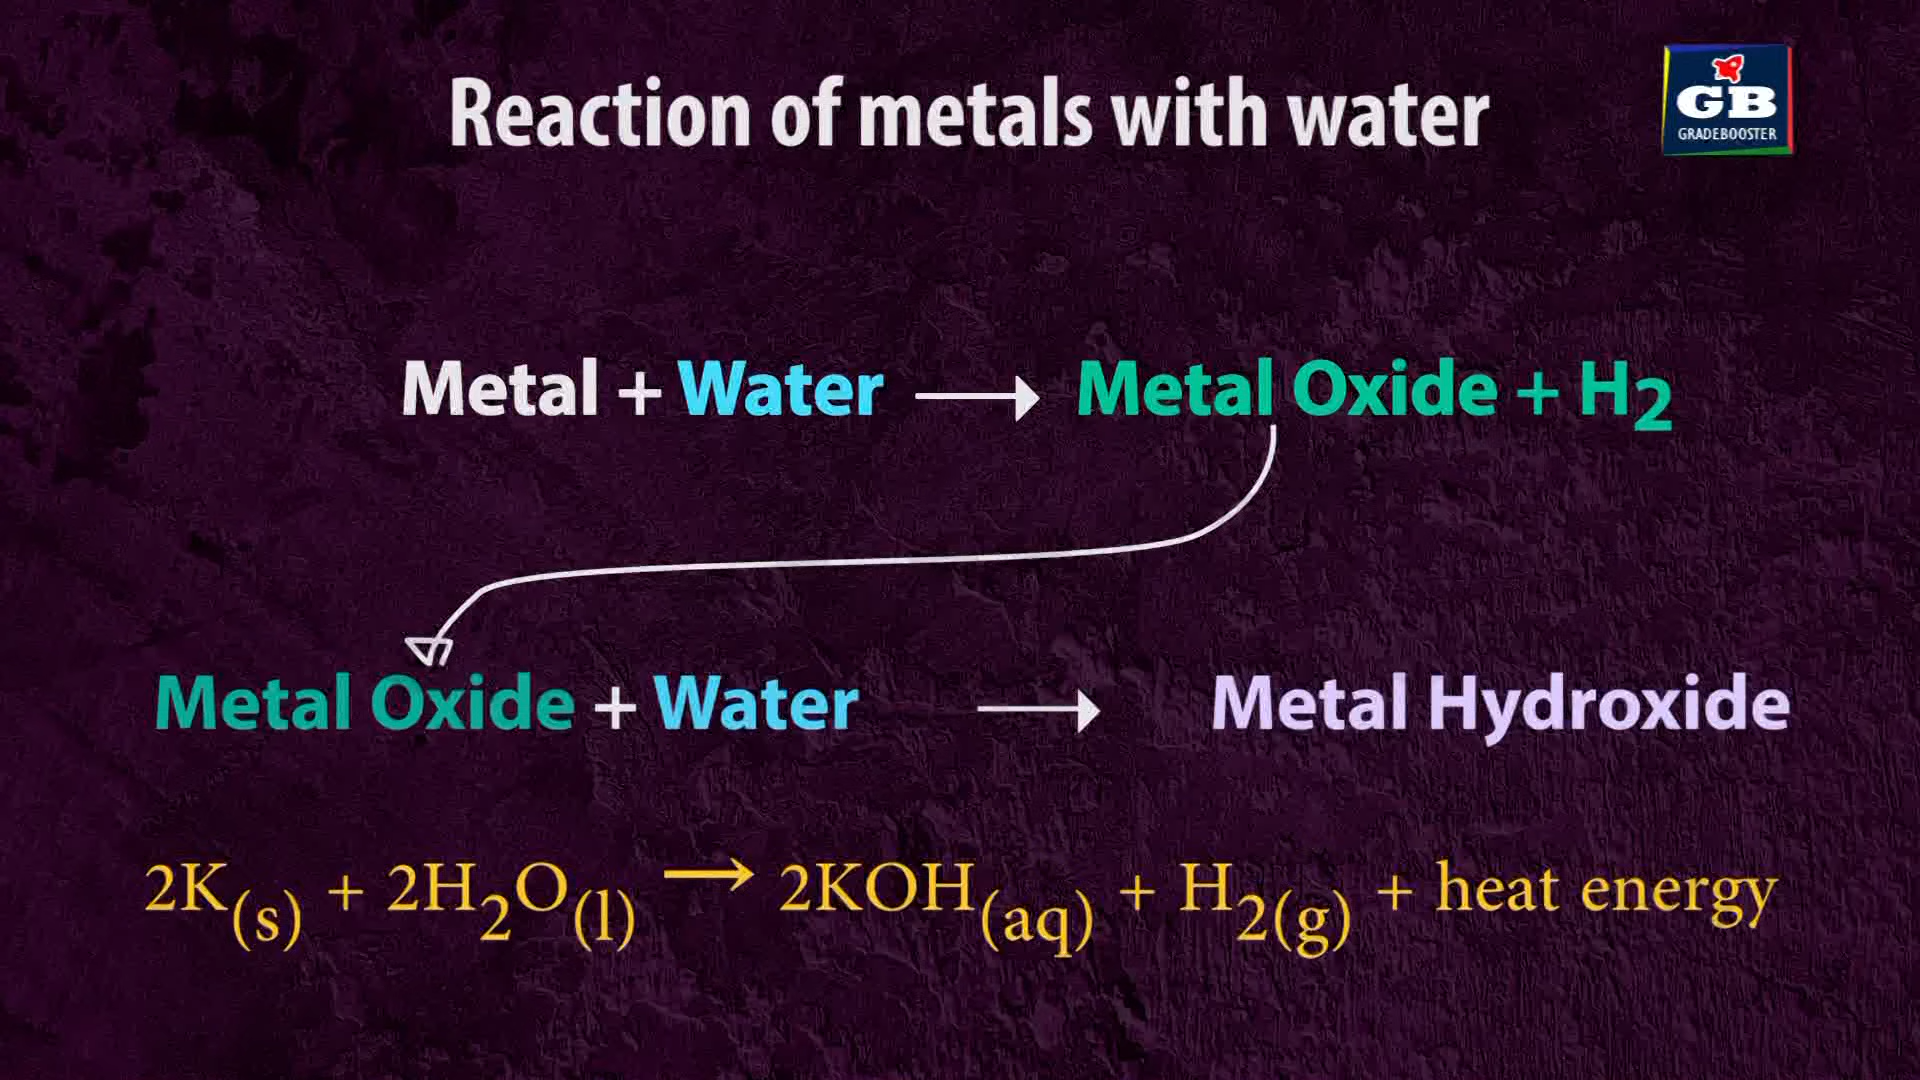 Reaction of metals with water
GB
GRADEBOOSTER
Metal + Water → Metal Oxide + H₂
Metal Oxide + Water → Metal Hydroxide
2K(s) + 2H₂O(l) → 2KOH(aq) + H₂(g) + heat energy